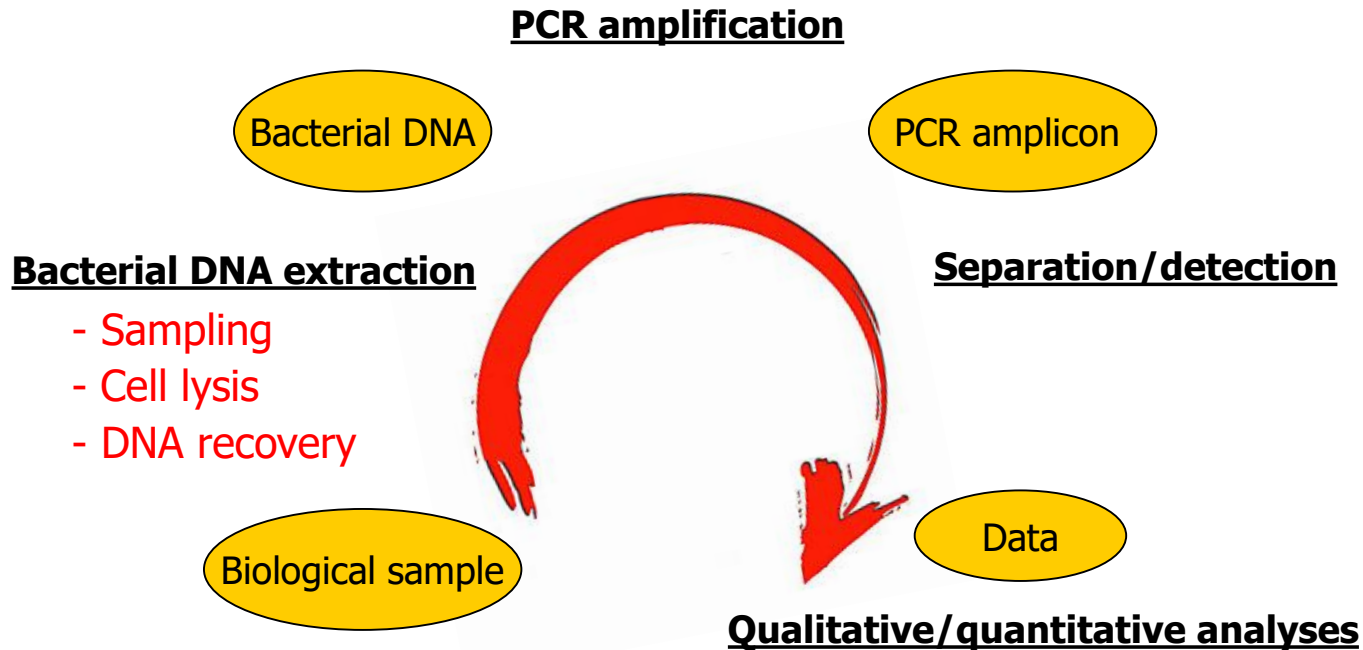 PCR amplification
Bacterial DNA
PCR amplicon
Bacterial DNA extraction
- Sampling
- Cell lysis
- DNA recovery
Separation/detection
Biological sample
Data
Qualitative/quantitative analyses